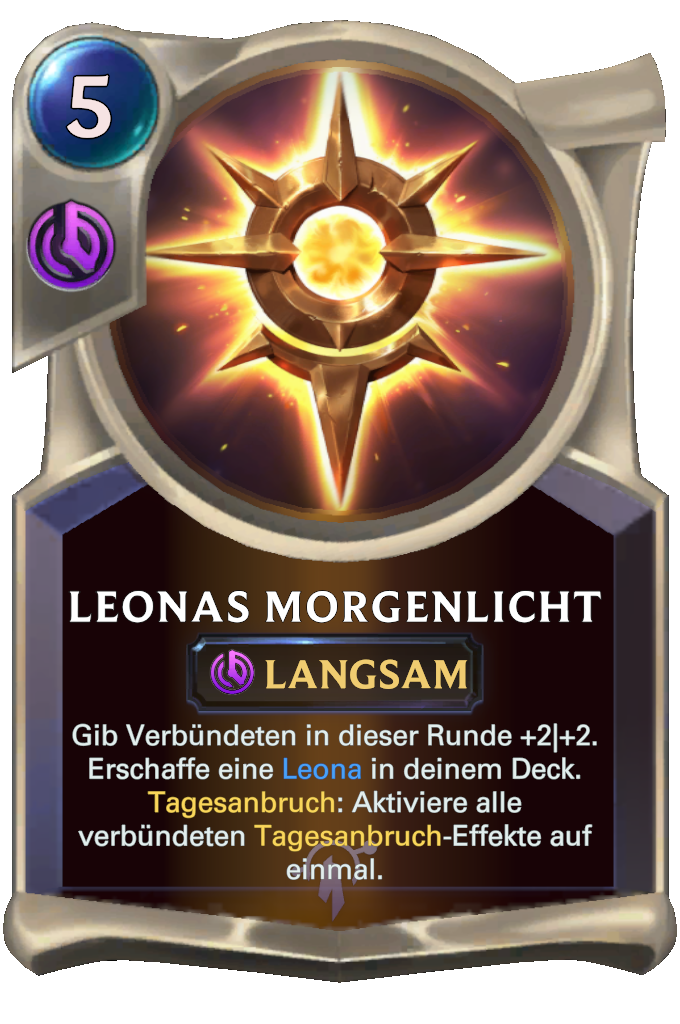 5
LEONAS MORGENLICHT
LANGSAM
Gib Verbündeten in dieser Runde +2|+2.
Erschaffe eine Leona in deinem Deck.
Tagesanbruch: Aktiviere alle
verbündeten Tagesanbruch-Effekte auf
einmal.